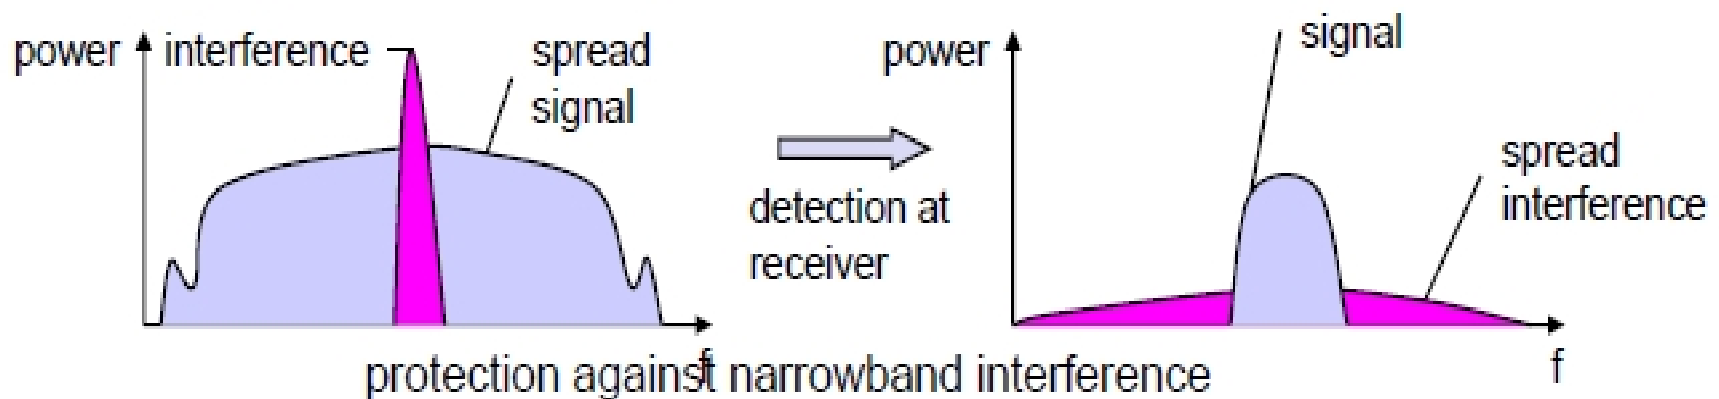 power
interference
spread
signal
f
detection at
receiver
power
signal
spread
interference
f
protection against narrowband interference